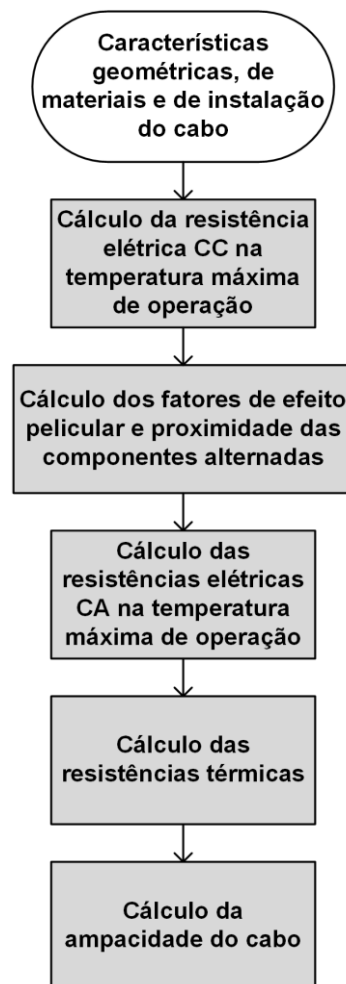 Características
geométricas, de
materiais e de instalação
do cabo
Cálculo da resistência
elétrica CC na
temperatura máxima
de operação
Cálculo dos fatores de efeito
pelicular e proximidade das
componentes alternadas
Cálculo das
resistências elétricas
CA na temperatura
máxima de operação
Cálculo das
resistências térmicas
Cálculo da
ampacidade do cabo